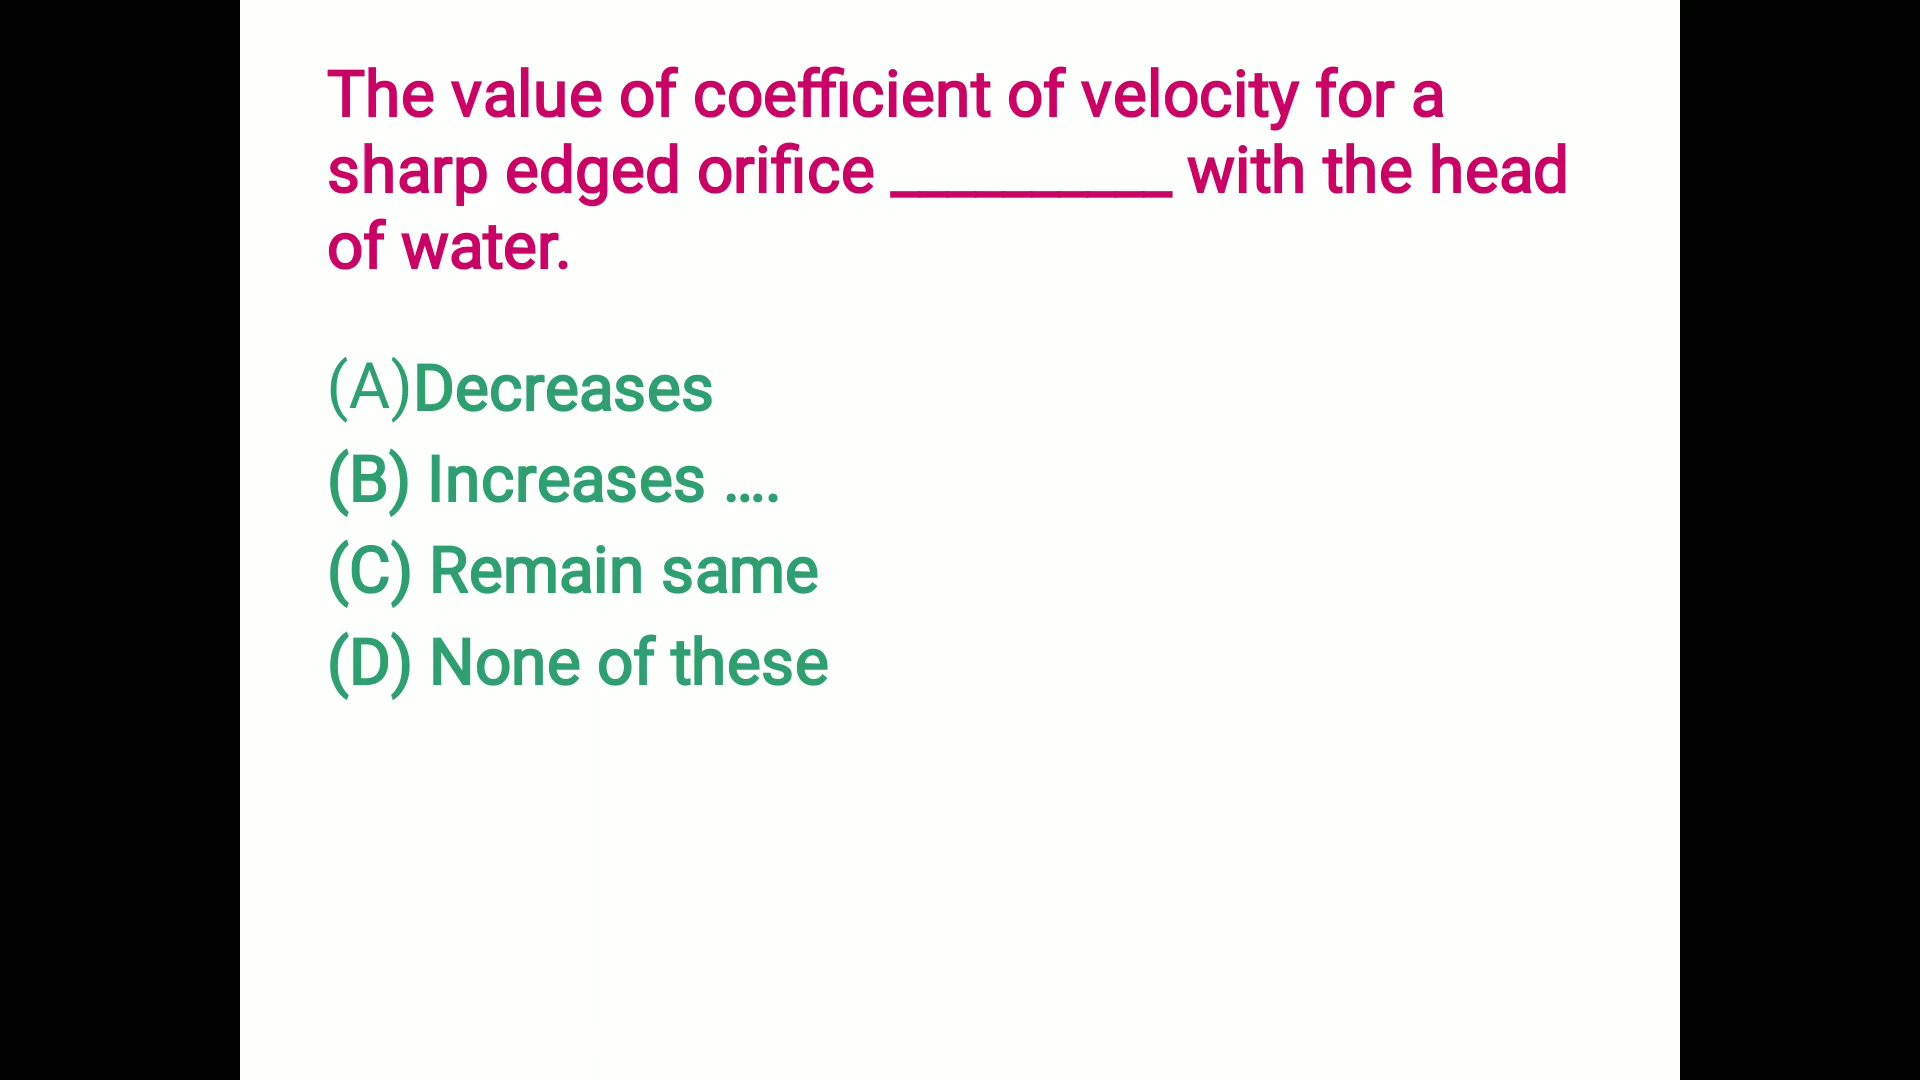 The value of coefficient of velocity for a
sharp edged orifice __________ with the head
of water.
(A)Decreases
(B) Increases ....
(C) Remain same
(D) None of these